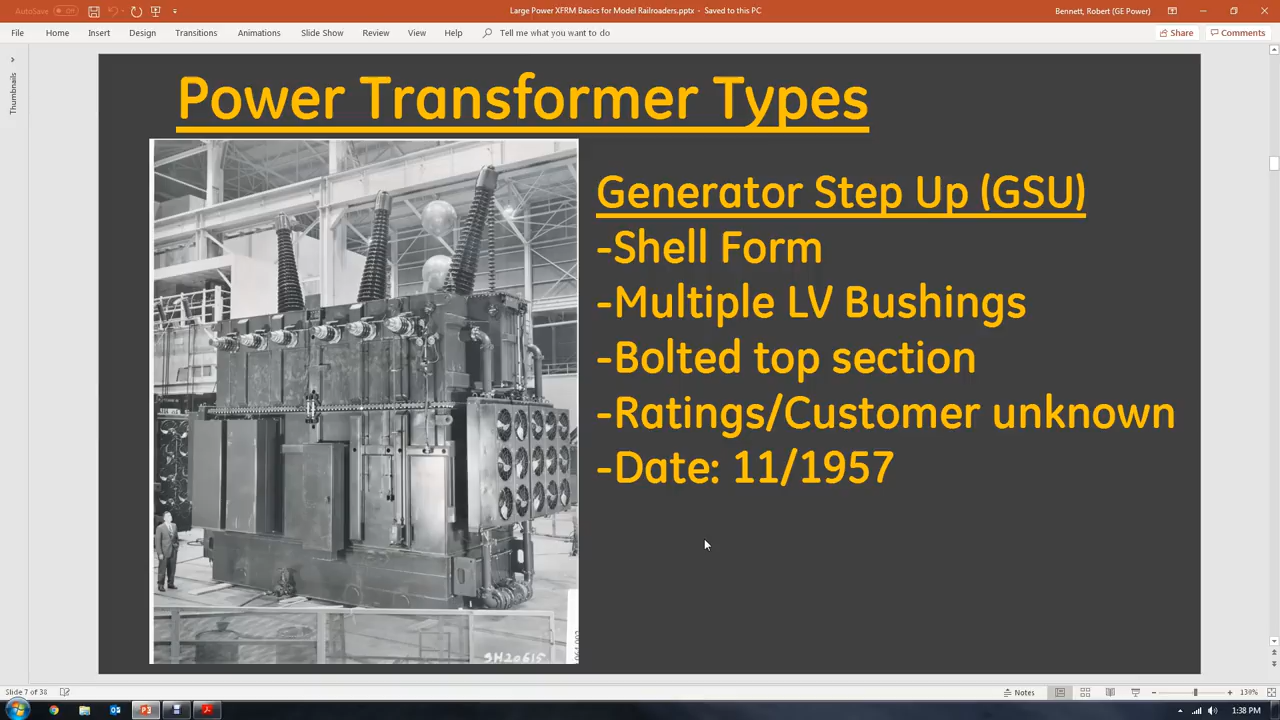 AutoSave Off
Large Power XFRM Basics for Model Railroaders.pptx - Saved to this PC
Bennett, Robert (GE Power)
File Home Insert Design Transitions Animations Slide Show Review View Help Tell me what you want to do
Share Comments
Thumbnails
Power Transformer Types
Generator Step Up (GSU)
-Shell Form
-Multiple LV Bushings
-Bolted top section
-Ratings/Customer unknown
-Date: 11/1957
SH20615
Slide 7 of 38
Notes
130%
1:38 PM